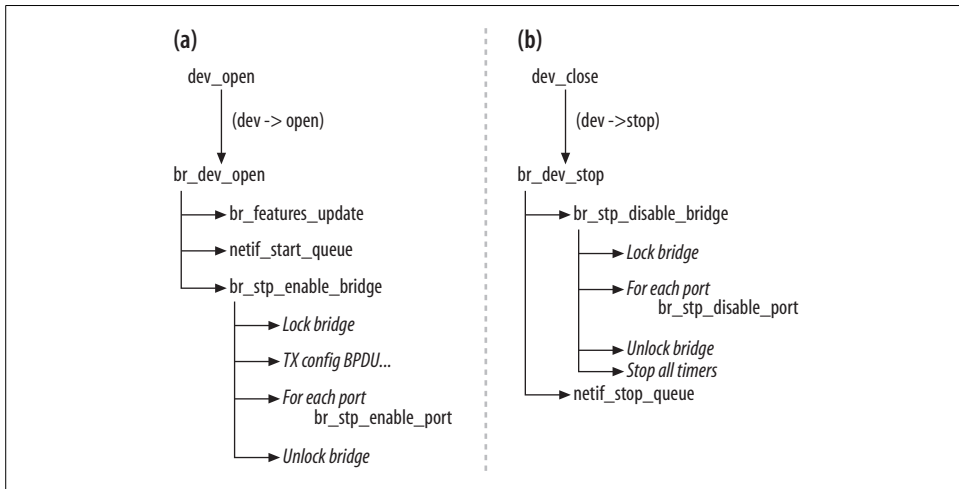 (a)
dev_open
(dev -> open)
br_dev_open
br_features_update
netif_start_queue
br_stp_enable_bridge
Lock bridge
TX config BPDU...
For each port
br_stp_enable_port
Unlock bridge
(b)
dev_close
(dev ->stop)
br_dev_stop
br_stp_disable_bridge
Lock bridge
For each port
br_stp_disable_port
Unlock bridge
Stop all timers
netif_stop_queue